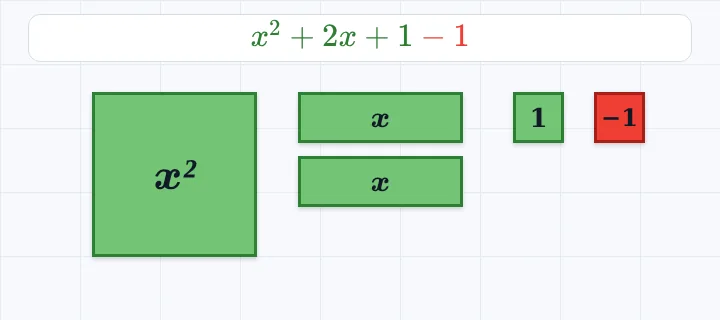 x² + 2x + 1 − 1
x² x 1 −1
x